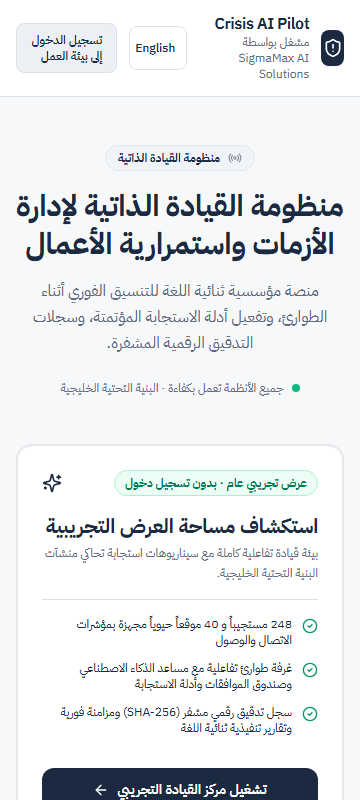 Crisis AI Pilot
مشغل بواسطة
SigmaMax AI
Solutions
English
تسجيل الدخول
إلى بيئة العمل
منظومة القيادة الذاتية
منظومة القيادة الذاتية لإدارة
الأزمات واستمرارية الأعمال
منصة مؤسسية ثنائية اللغة للتنسيق الفوري أثناء
الطوارئ، وتفعيل أدلة الاستجابة المؤتمتة، وسجلات
التدقيق الرقمية المشفرة.
جميع الأنظمة تعمل بكفاءة · البنية التحتية الخليجية
عرض تجريبي عام · بدون تسجيل دخول
استكشاف مساحة العرض التجريبية
بيئة قيادة تفاعلية كاملة مع سيناريوهات استجابة تحاكي منشآت
البنية التحتية الخليجية.
248 مستجيباً و 40 موقعاً حيوياً مجهزة بمؤشرات
الاتصال والوصول
غرفة طوارئ تفاعلية مع مساعد الذكاء الاصطناعي
وصندوق الموافقات وأدلة الاستجابة
سجل تدقيق رقمي مشفر (SHA-256) ومزامنة فورية
وتقارير تنفيذية ثنائية اللغة
تشغيل مركز القيادة التجريبي